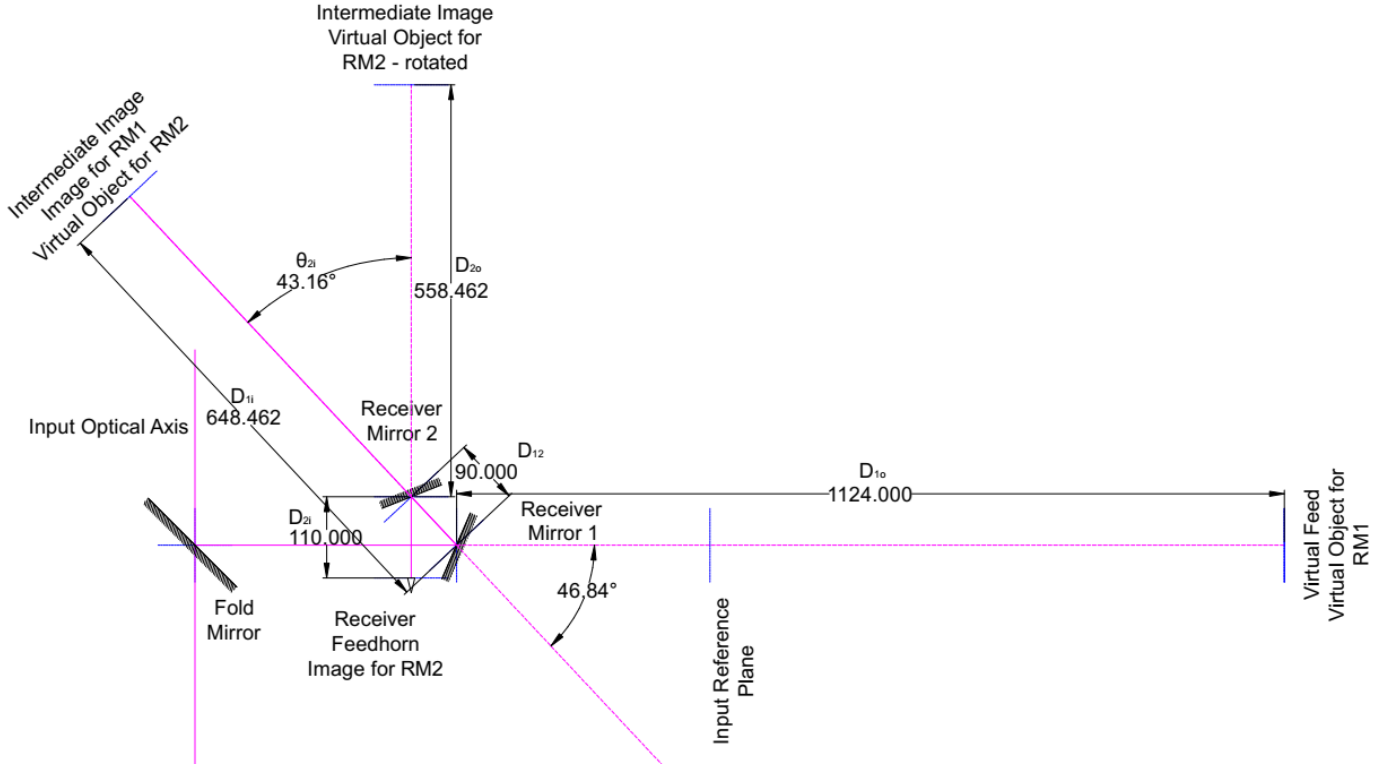 Intermediate Image
Virtual Object for
RM2 - rotated
Intermediate Image
Image for RM1
Virtual Object for RM2
θ₂ᵢ
43.16°
D₂ₒ
558.462
D₁ᵢ
648.462
Input Optical Axis
Receiver
Mirror 2
D₁₂
90.000
D₁ₒ
1124.000
Receiver
Mirror 1
D₂ᵢ
110.000
46.84°
Fold
Mirror
Receiver
Feedhorn
Image for RM2
Input Reference
Plane
Virtual Feed
Virtual Object for
RM1